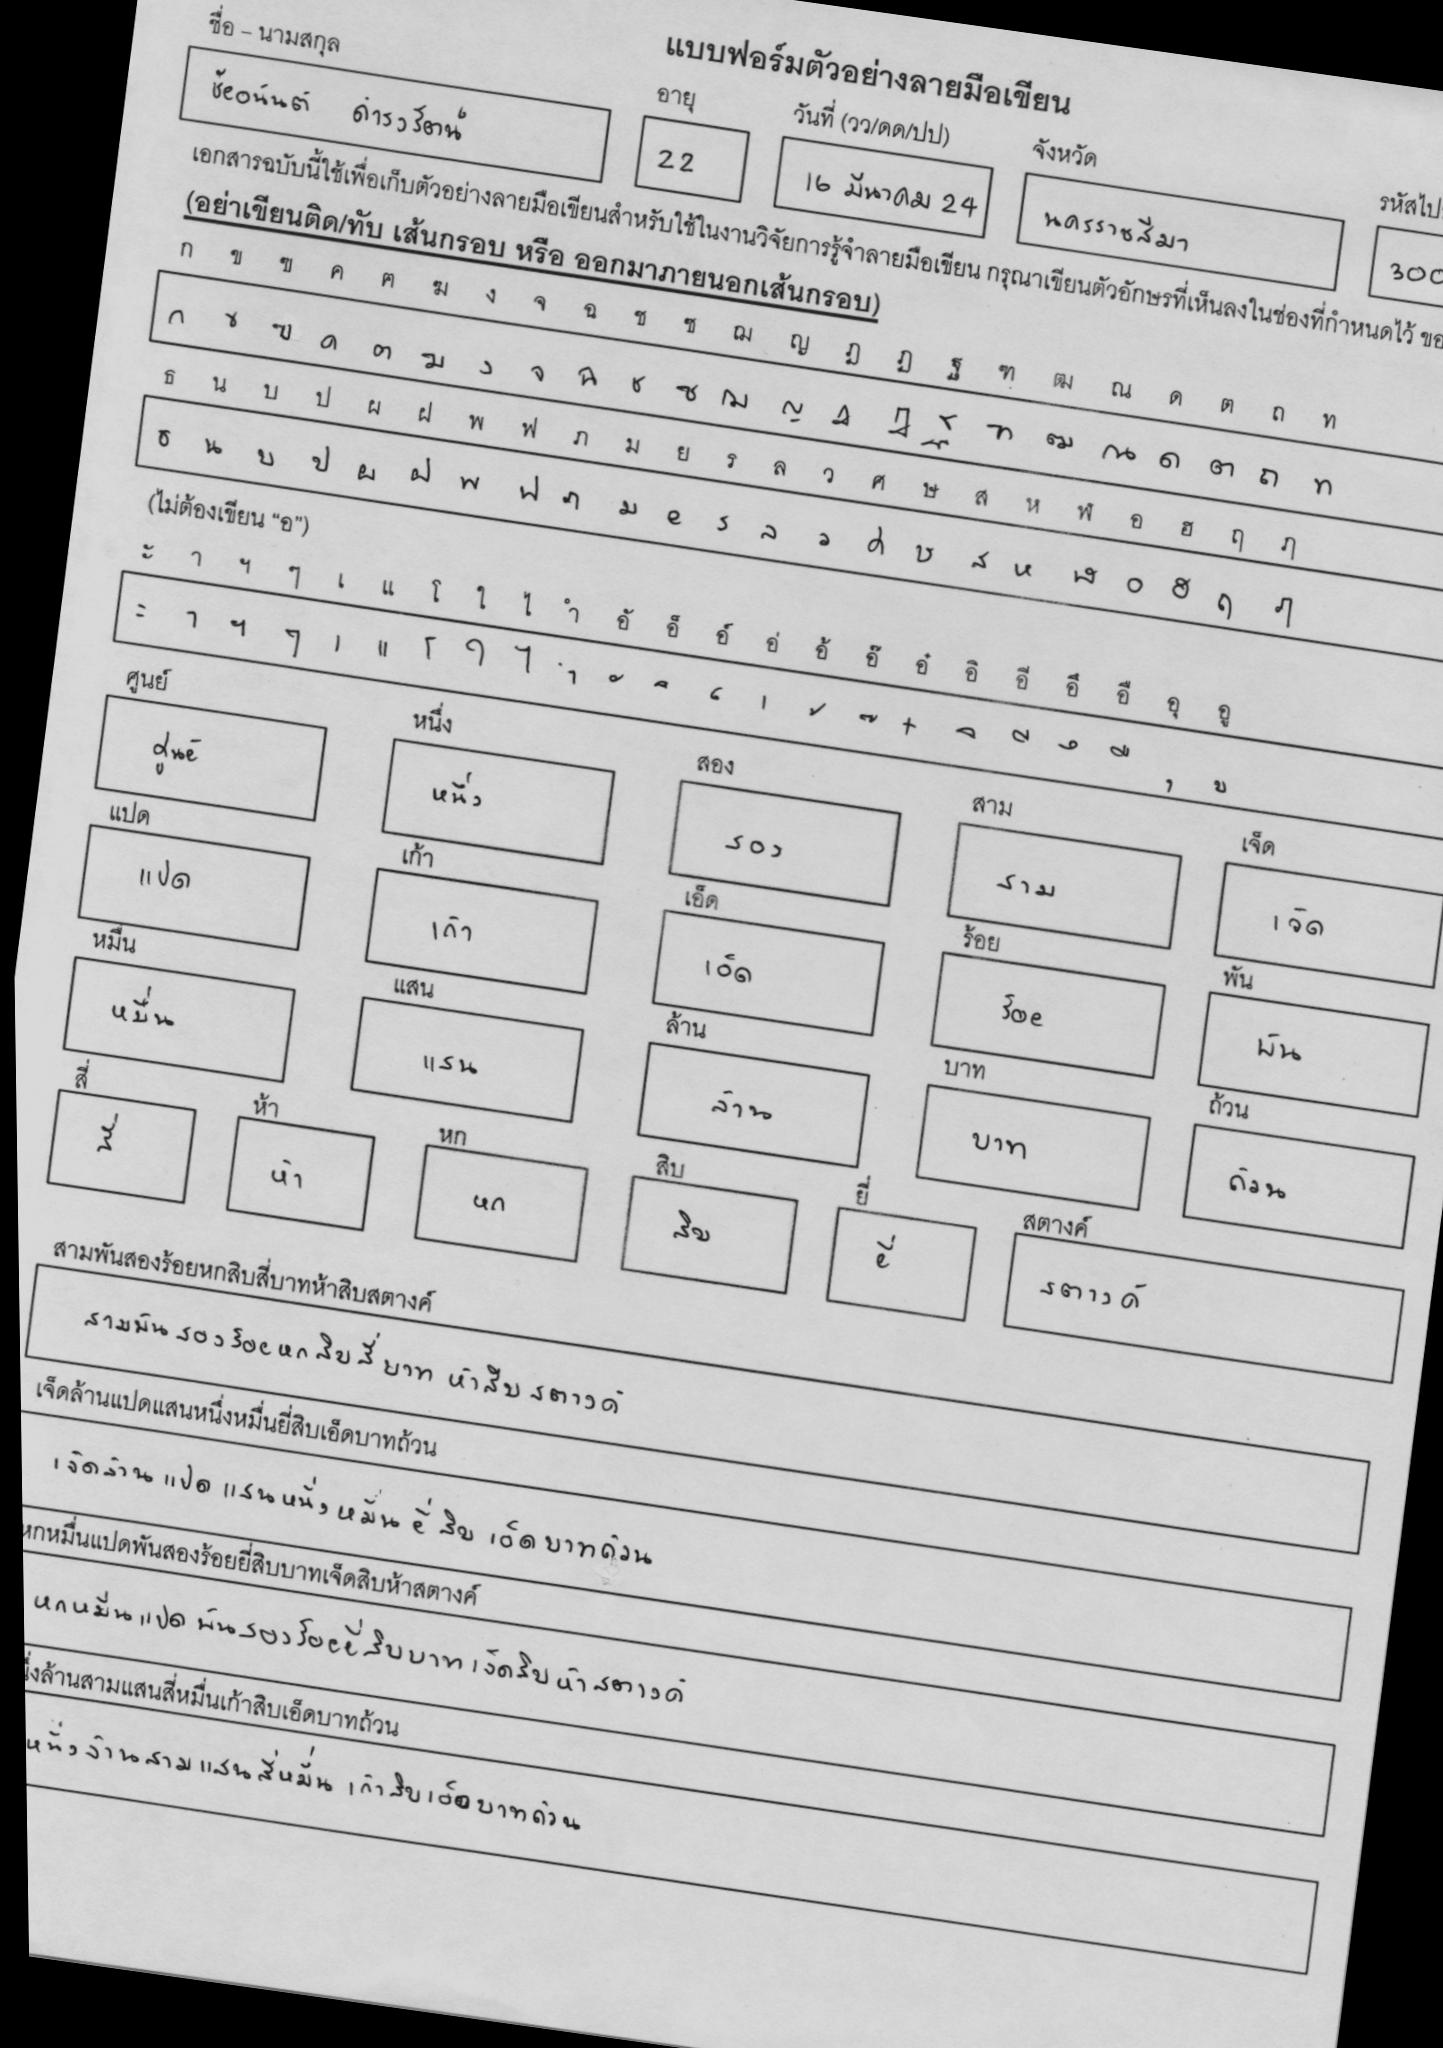 แบบฟอร์มตัวอย่างลายมือเขียน
ชื่อ – นามสกุล อายุ วันที่ (วว/ดด/ปป) จังหวัด รหัสไป
22 16 มีนาคม 24 นครราชสีมา 300
เอกสารฉบับนี้ใช้เพื่อเก็บตัวอย่างลายมือเขียนสำหรับใช้ในงานวิจัยการรู้จำลายมือเขียน กรุณาเขียนตัวอักษรที่เห็นลงในช่องที่กำหนดไว้ ขอ
(อย่าเขียนติด/ทับ เส้นกรอบ หรือ ออกมาภายนอกเส้นกรอบ)
ก ข ฃ ค ฅ ฆ ง จ ฉ ช ซ ฌ ญ ฎ ฏ ฐ ฑ ฒ ณ ด ต ถ ท
ก ข ฃ ค ฅ ฆ ง จ ฉ ช ซ ฌ ญ ฎ ฏ ฐ ฑ ฒ ณ ด ต ถ ท
ธ น บ ป ผ ฝ พ ฟ ภ ม ย ร ล ว ศ ษ ส ห ฬ อ ฮ ฤ ฦ
ธ น บ ป ผ ฝ พ ฟ ภ ม ย ร ล ว ศ ษ ส ห ฬ อ ฮ ฤ ฦ
(ไม่ต้องเขียน “อ”)
ะ า ฯ ๆ เ แ โ ใ ไ ำ อั อ็ อ์ อ่ อ้ อ๊ อ๋ อิ อี อึ อื อุ อู
ะ า ฯ ๆ เ แ โ ใ ไ ำ ั ็ ์ ่ ้ ๊ ๋ ิ ี ึ ื ุ ู
ศูนย์ หนึ่ง สอง สาม เจ็ด
ศูนย์ หนึ่ง สอง สาม เจ็ด
แปด เก้า เอ็ด ร้อย พัน
แปด เก้า เอ็ด ร้อย พัน
หมื่น แสน ล้าน บาท ถ้วน
หมื่น แสน ล้าน บาท ถ้วน
สี่ ห้า หก สิบ ยี่ สตางค์
สี่ ห้า หก สิบ ยี่ สตางค์
สามพันสองร้อยหกสิบสี่บาทห้าสิบสตางค์
สามพันสองร้อยหกสิบสี่บาท ห้าสิบสตางค์
เจ็ดล้านแปดแสนหนึ่งหมื่นยี่สิบเอ็ดบาทถ้วน
เจ็ดล้าน แปด แสนหนึ่ง หมื่น ยี่ สิบ เอ็ด บาทถ้วน
หกหมื่นแปดพันสองร้อยยี่สิบบาทเจ็ดสิบห้าสตางค์
หกหมื่นแปด พันสองร้อยยี่สิบบาท เจ็ดสิบห้าสตางค์
นึ่งล้านสามแสนสี่หมื่นเก้าสิบเอ็ดบาทถ้วน
หนึ่งล้านสามแสนสี่หมื่น เก้าสิบเอ็ดบาทถ้วน